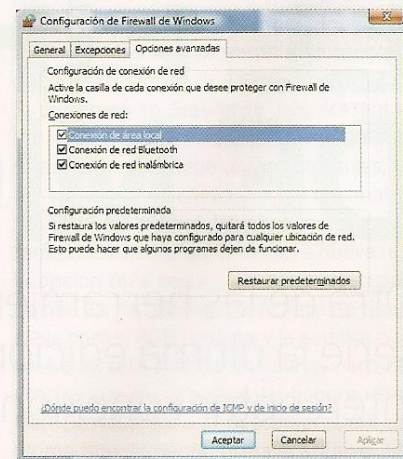 Configuración de Firewall de Windows
General Excepciones Opciones avanzadas
Configuración de conexión de red
Active la casilla de cada conexión que desee proteger con Firewall de
Windows.
Conexiones de red:
Conexión de área local
Conexión de red Bluetooth
Conexión de red inalámbrica
Configuración predeterminada
Si restaura los valores predeterminados, quitará todos los valores de
Firewall de Windows que haya configurado para cualquier ubicación de red.
Esto puede hacer que algunos programas dejen de funcionar.
Restaurar predeterminados
¿Dónde puedo encontrar la configuración de ICMP y de inicio de sesión?
Aceptar Cancelar Aplicar